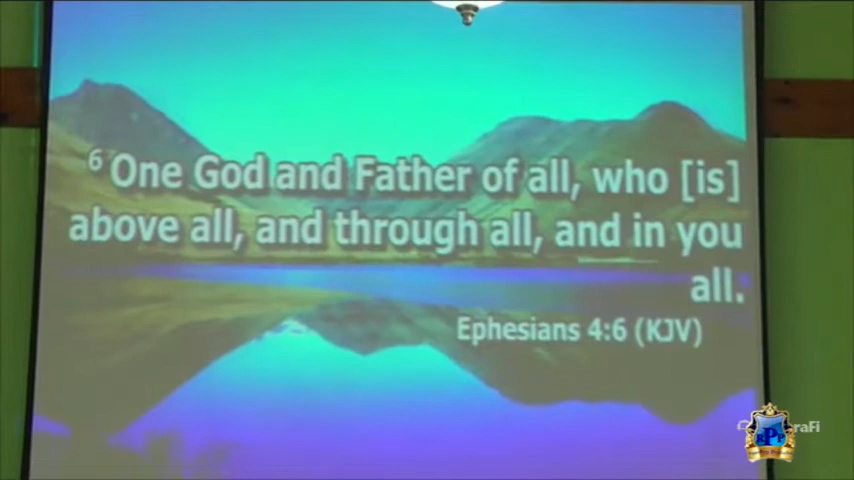 6 One God and Father of all, who [is]
above all, and through all, and in you
all.
Ephesians 4:6 (KJV)
raFi